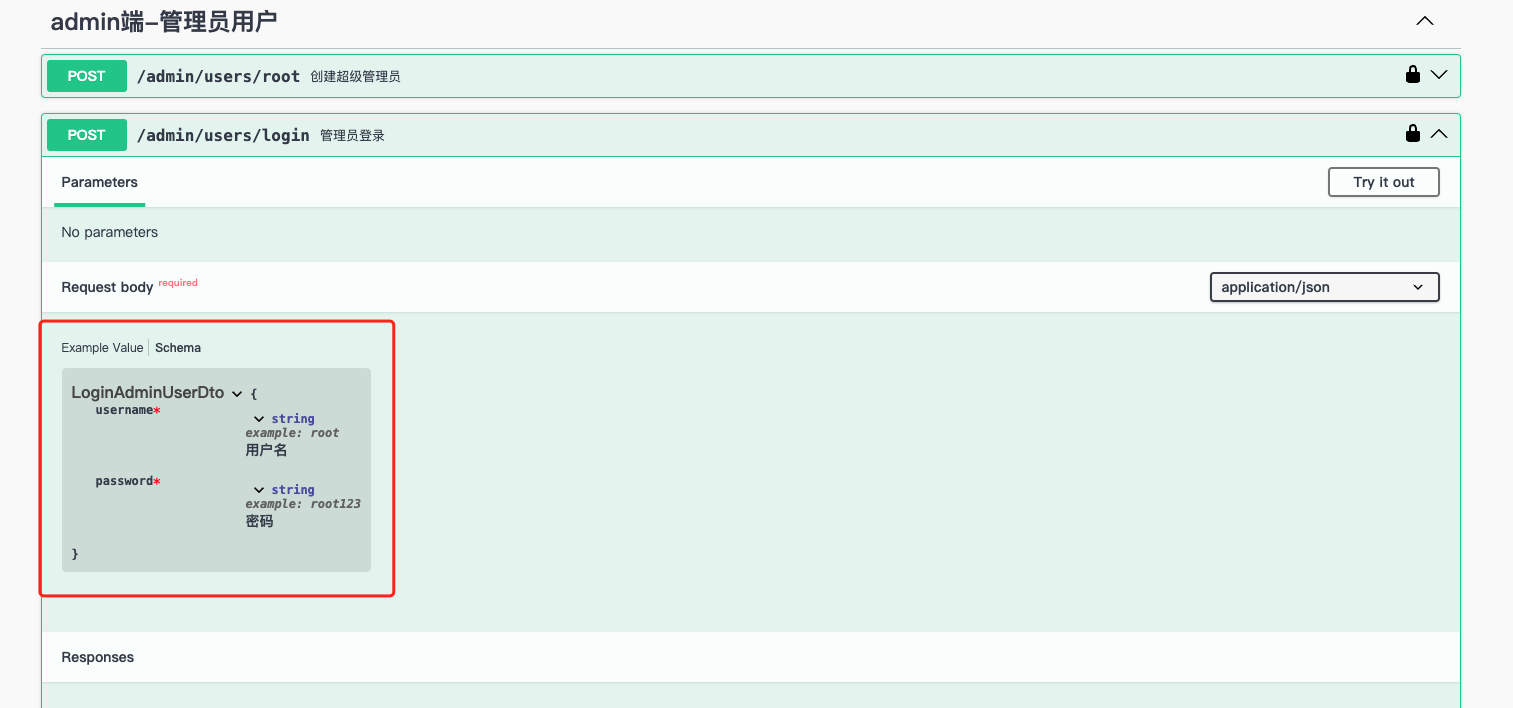 admin端-管理员用户
POST /admin/users/root 创建超级管理员
POST /admin/users/login 管理员登录
Parameters Try it out
No parameters
Request body required application/json
Example Value Schema
LoginAdminUserDto {
username*
string
example: root
用户名
password*
string
example: root123
密码
}
Responses